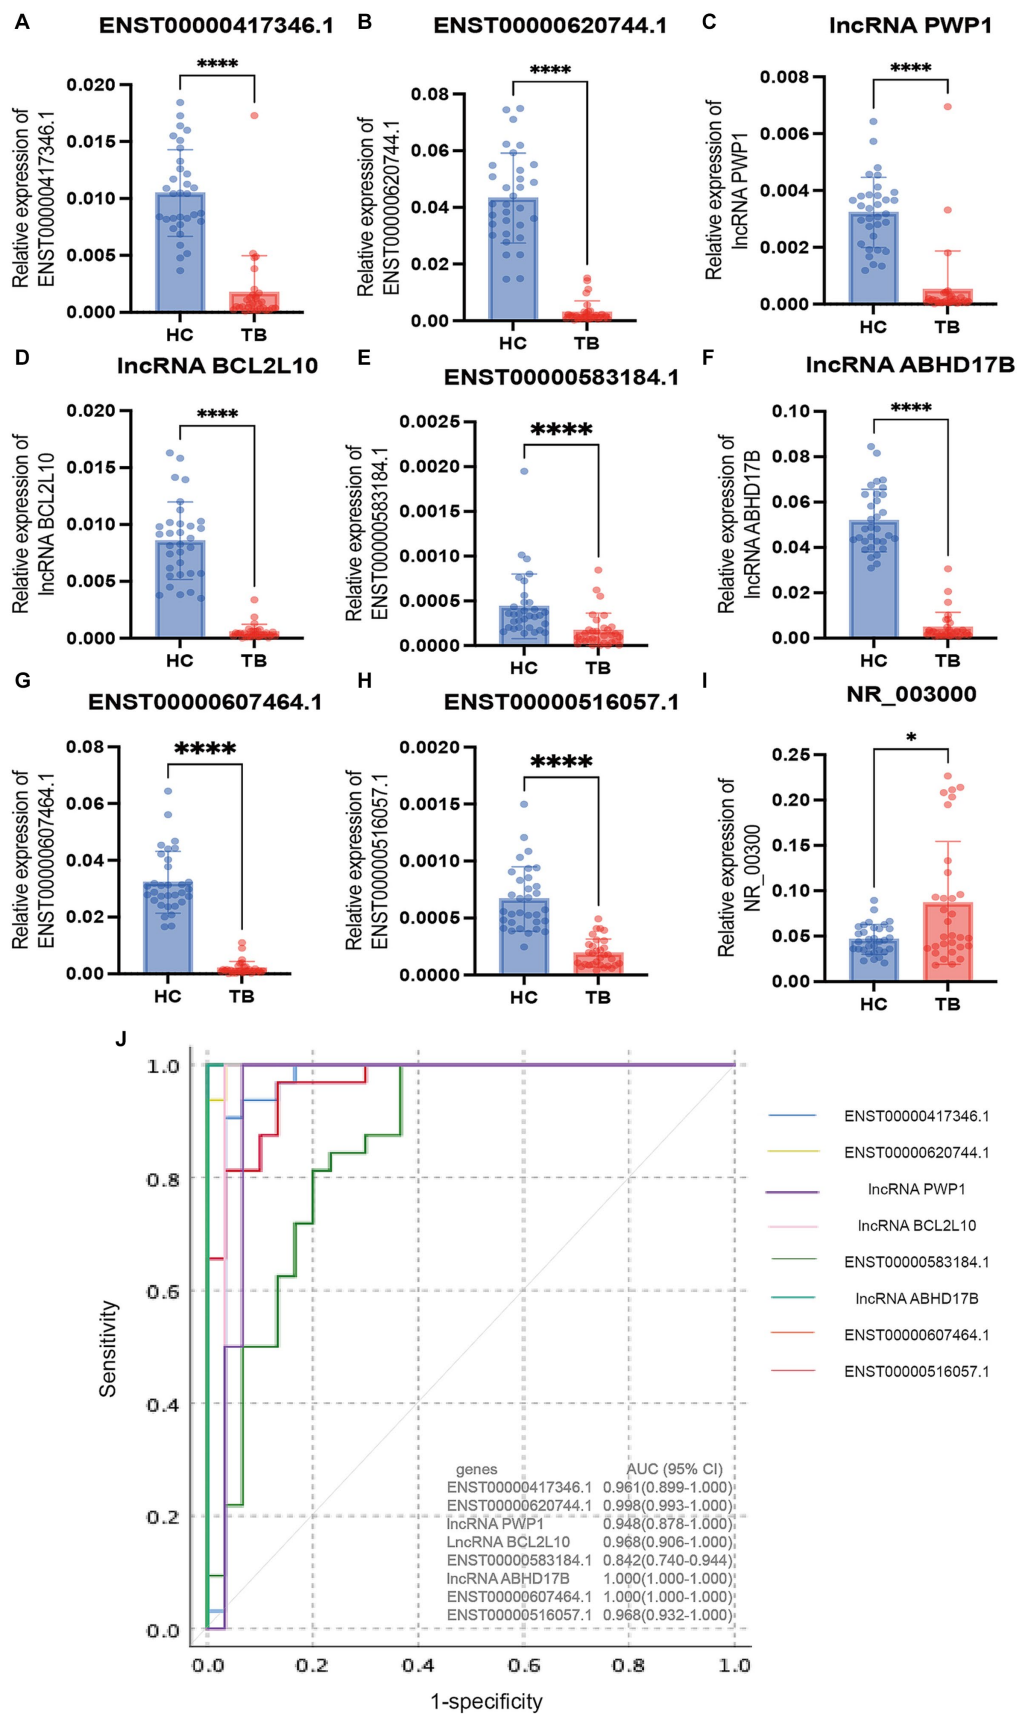 A
ENST00000417346.1
****
Relative expression of
ENST00000417346.1
0.020
0.015
0.010
0.005
0.000
HC
TB
B
ENST00000620744.1
****
Relative expression of
ENST00000620744.1
0.08
0.06
0.04
0.02
0.00
HC
TB
C
lncRNA PWP1
****
Relative expression of
lncRNA PWP1
0.008
0.006
0.004
0.002
0.000
HC
TB
D
lncRNA BCL2L10
****
Relative expression of
lncRNA BCL2L10
0.020
0.015
0.010
0.005
0.000
HC
TB
E
ENST00000583184.1
****
Relative expression of
ENST00000583184.1
0.0025
0.0020
0.0015
0.0010
0.0005
0.0000
HC
TB
F
lncRNA ABHD17B
****
Relative expression of
lncRNA ABHD17B
0.10
0.08
0.06
0.04
0.02
0.00
HC
TB
G
ENST00000607464.1
****
Relative expression of
ENST00000607464.1
0.08
0.06
0.04
0.02
0.00
HC
TB
H
ENST00000516057.1
****
Relative expression of
ENST00000516057.1
0.0020
0.0015
0.0010
0.0005
0.0000
HC
TB
I
NR_003000
*
Relative expression of
NR_00300
0.25
0.20
0.15
0.10
0.05
0.00
HC
TB
J
Sensitivity
1.0
0.8
0.6
0.4
0.2
0.0
0.0 0.2 0.4 0.6 0.8 1.0
1-specificity
genes AUC (95% CI)
ENST00000417346.1 0.961(0.899-1.000)
ENST00000620744.1 0.998(0.993-1.000)
lncRNA PWP1 0.948(0.878-1.000)
LncRNA BCL2L10 0.968(0.906-1.000)
ENST00000583184.1 0.842(0.740-0.944)
lncRNA ABHD17B 1.000(1.000-1.000)
ENST00000607464.1 1.000(1.000-1.000)
ENST00000516057.1 0.968(0.932-1.000)
ENST00000417346.1
ENST00000620744.1
lncRNA PWP1
lncRNA BCL2L10
ENST00000583184.1
lncRNA ABHD17B
ENST00000607464.1
ENST00000516057.1